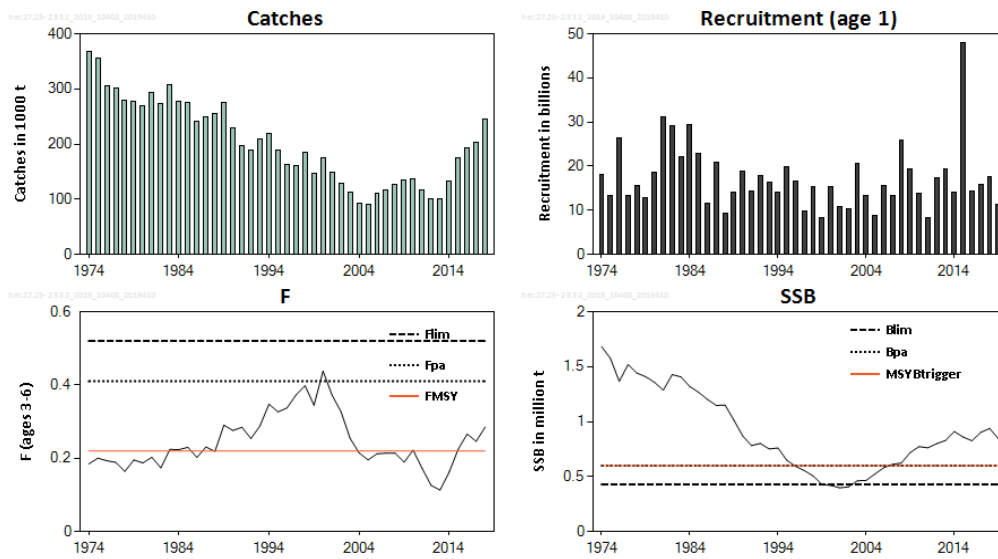 Catches
Catches in 1000 t
400
300
200
100
0
1974 1984 1994 2004 2014
Recruitment (age 1)
Recruitment in billions
50
40
30
20
10
0
1974 1984 1994 2004 2014
F
F (ages 3-6)
0.6
0.4
0.2
0
Flim
Fpa
FMSY
1974 1984 1994 2004 2014
SSB
SSB in million t
2
1.5
1
0.5
0
Blim
Bpa
MSYBtrigger
1974 1984 1994 2004 2014